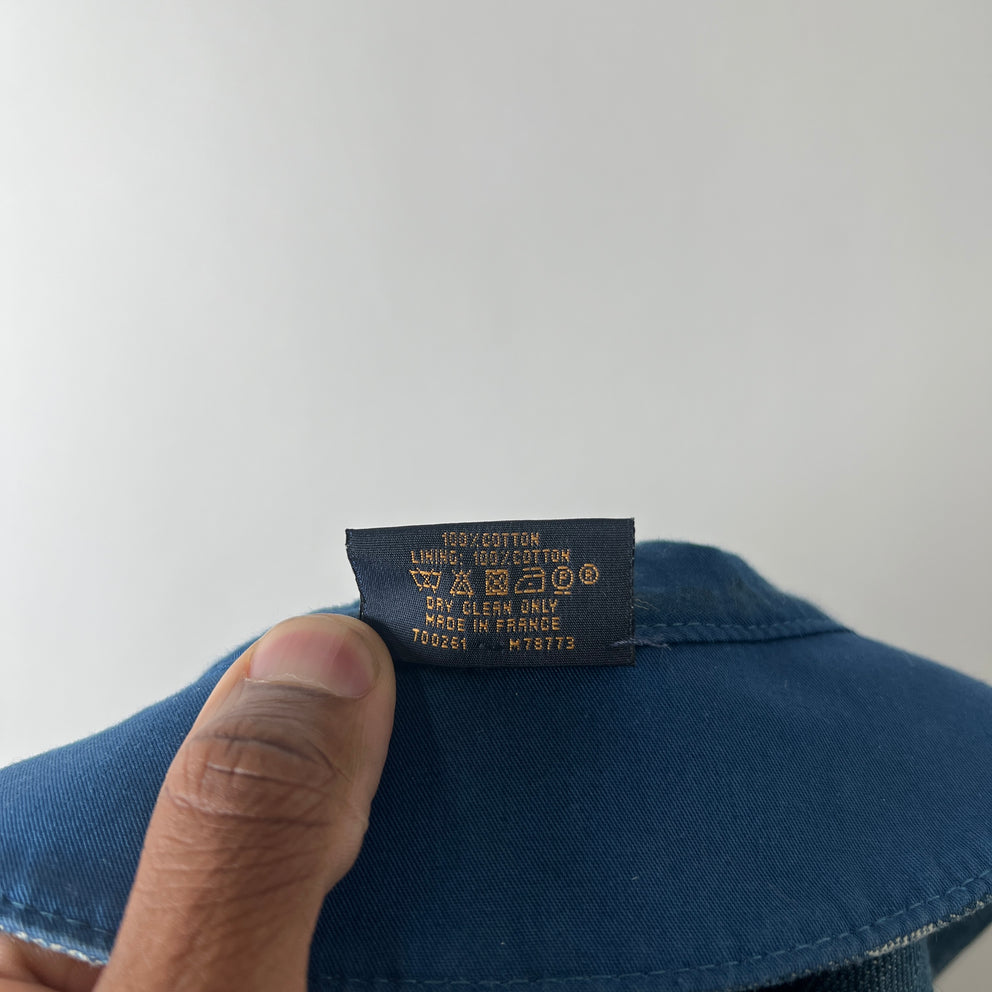 100% COTTON
LINING: 100% COTTON
P ®
DRY CLEAN ONLY
MADE IN FRANCE
T00261 M78773